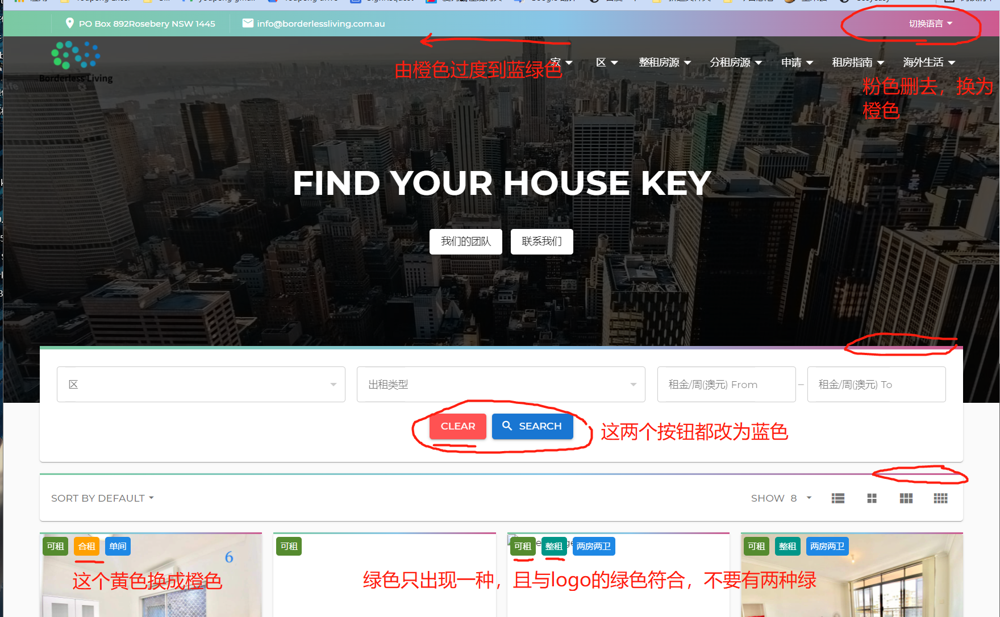 PO Box 892Rosebery NSW 1445
info@borderlessliving.com.au
切换语言
Borderless Living
家
区
整租房源
分租房源
申请
租房指南
海外生活
由橙色过度到蓝绿色
粉色删去，换为
橙色
FIND YOUR HOUSE KEY
我们的团队
联系我们
区
出租类型
租金/周(澳元) From
–
租金/周(澳元) To
CLEAR
SEARCH
这两个按钮都改为蓝色
SORT BY DEFAULT
SHOW 8
可租
合租
单间
6
可租
可租
整租
两房两卫
可租
整租
两房两卫
这个黄色换成橙色
绿色只出现一种，且与logo的绿色符合，不要有两种绿